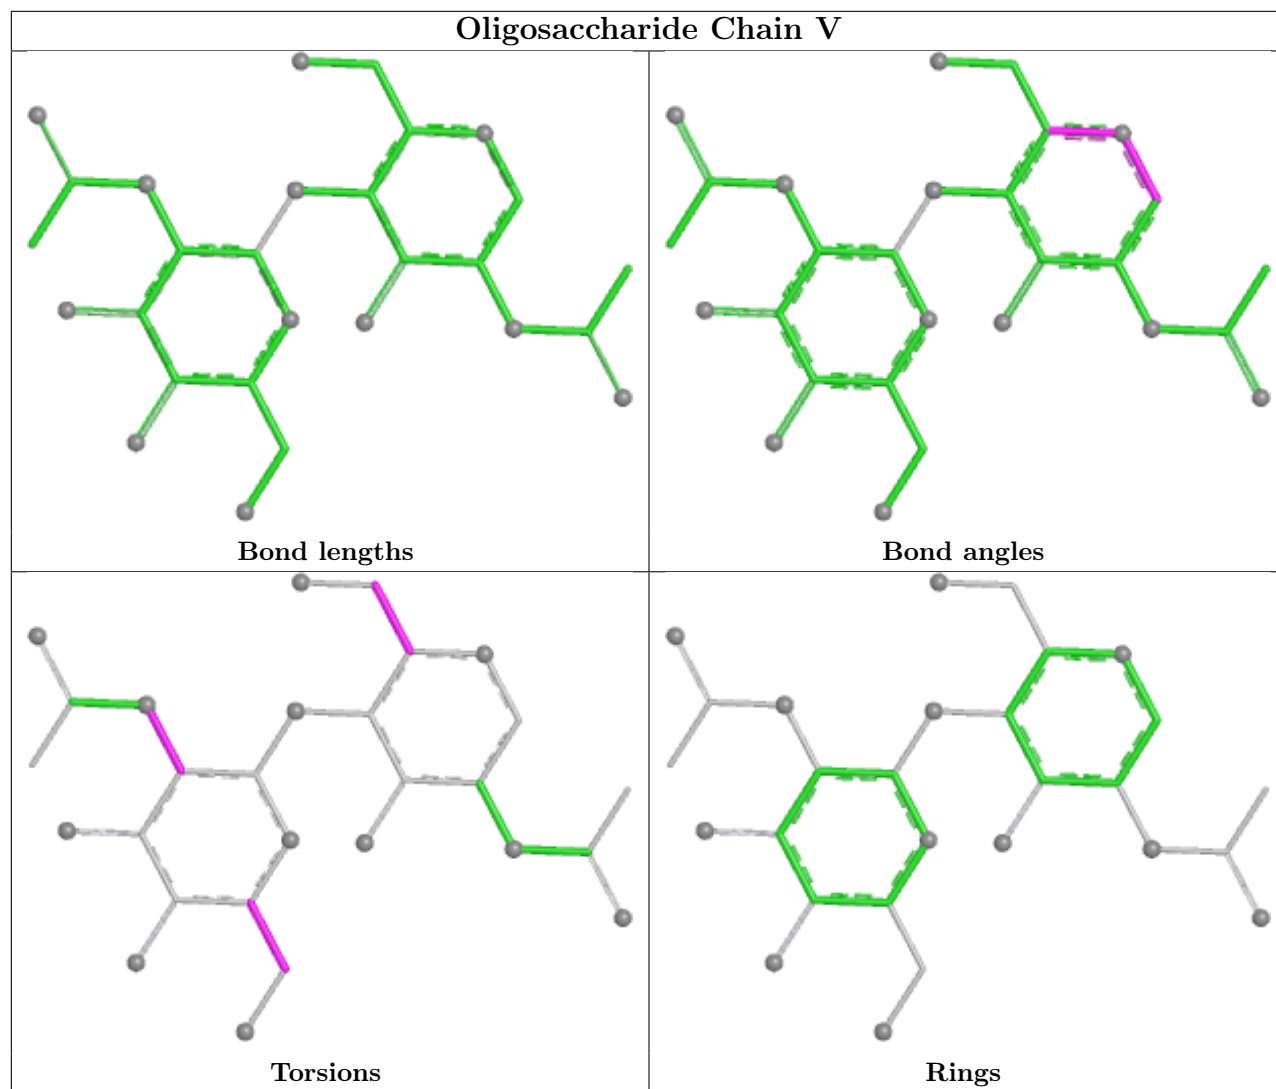 Oligosaccharide Chain V
Bond lengths
Bond angles
Torsions
Rings